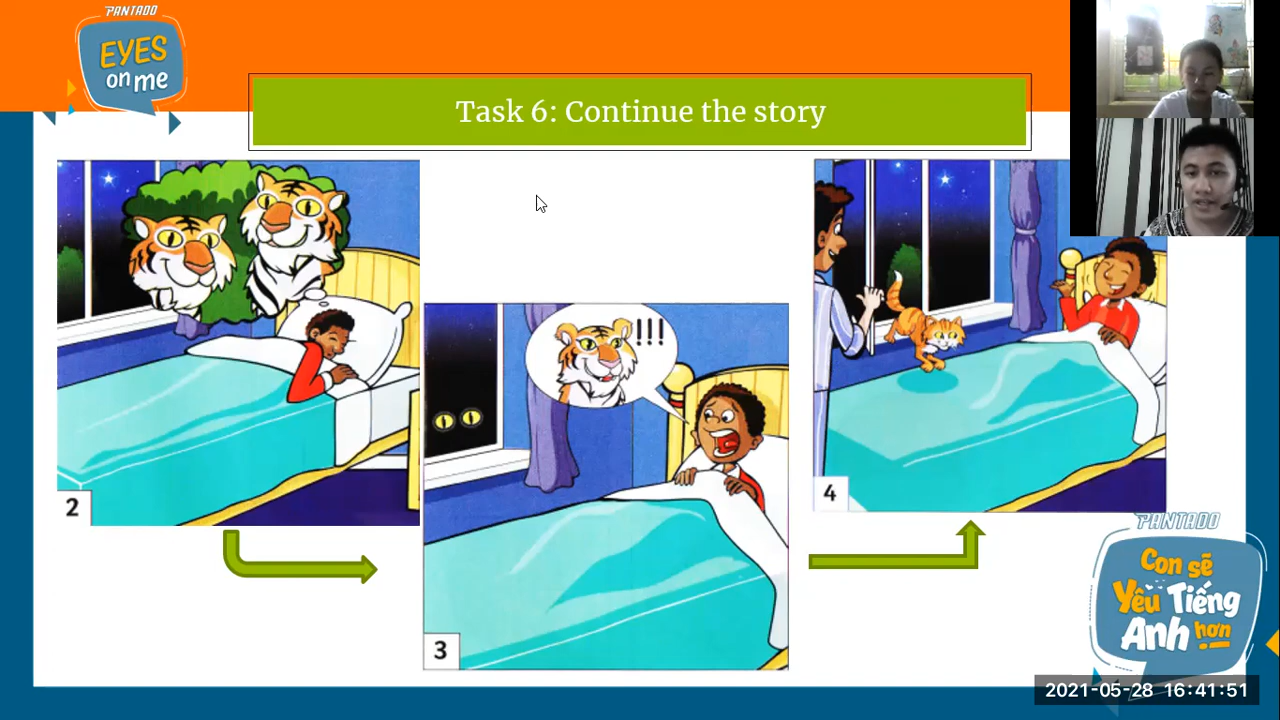 PANTADO
EYES
on me
Task 6: Continue the story
!!!
2
3
4
PANTADO
Con sẽ
Yêu Tiếng
Anh hơn
2021-05-28 16:41:51